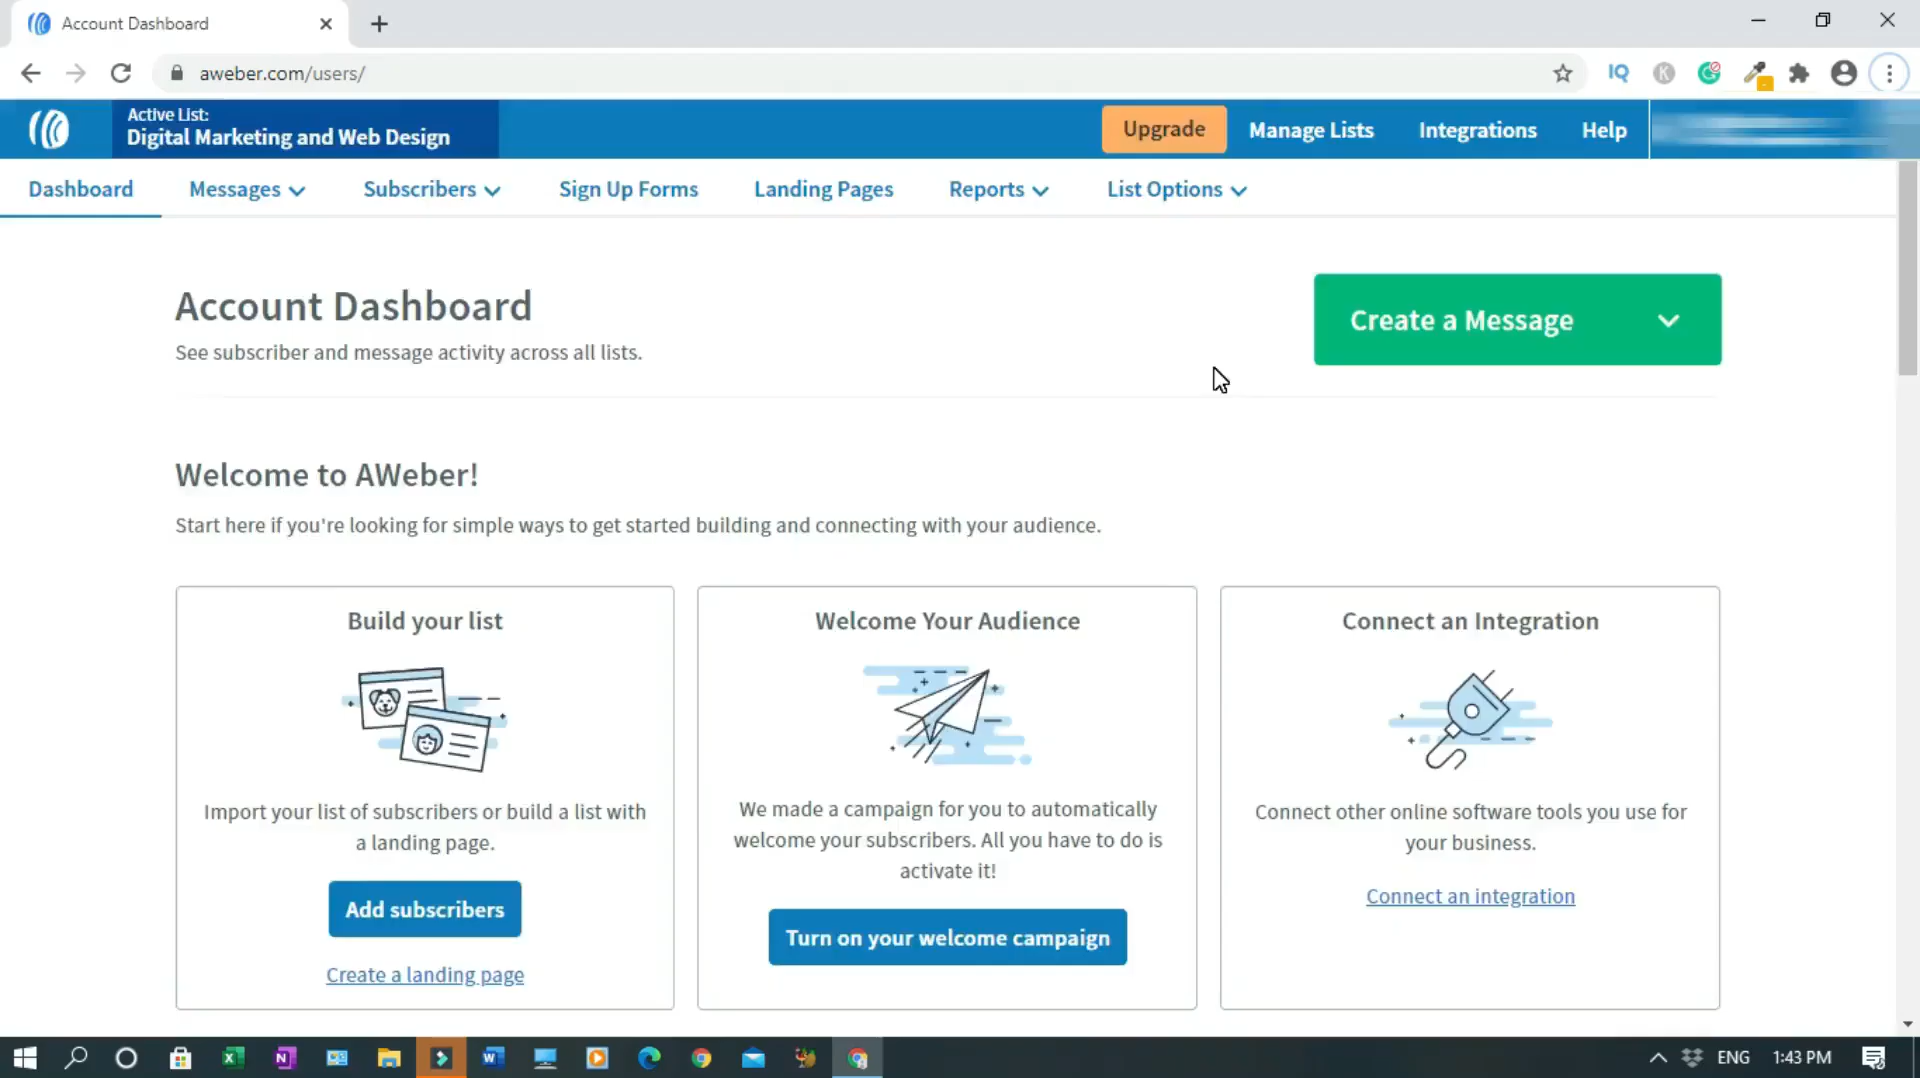 Account Dashboard
aweber.com/users/
IQ
K
Active List:
Digital Marketing and Web Design
Upgrade
Manage Lists
Integrations
Help
Dashboard
Messages
Subscribers
Sign Up Forms
Landing Pages
Reports
List Options
Account Dashboard
See subscriber and message activity across all lists.
Create a Message
Welcome to AWeber!
Start here if you're looking for simple ways to get started building and connecting with your audience.
Build your list
Import your list of subscribers or build a list with
a landing page.
Add subscribers
Create a landing page
Welcome Your Audience
We made a campaign for you to automatically
welcome your subscribers. All you have to do is
activate it!
Turn on your welcome campaign
Connect an Integration
Connect other online software tools you use for
your business.
Connect an integration
ENG
1:43 PM